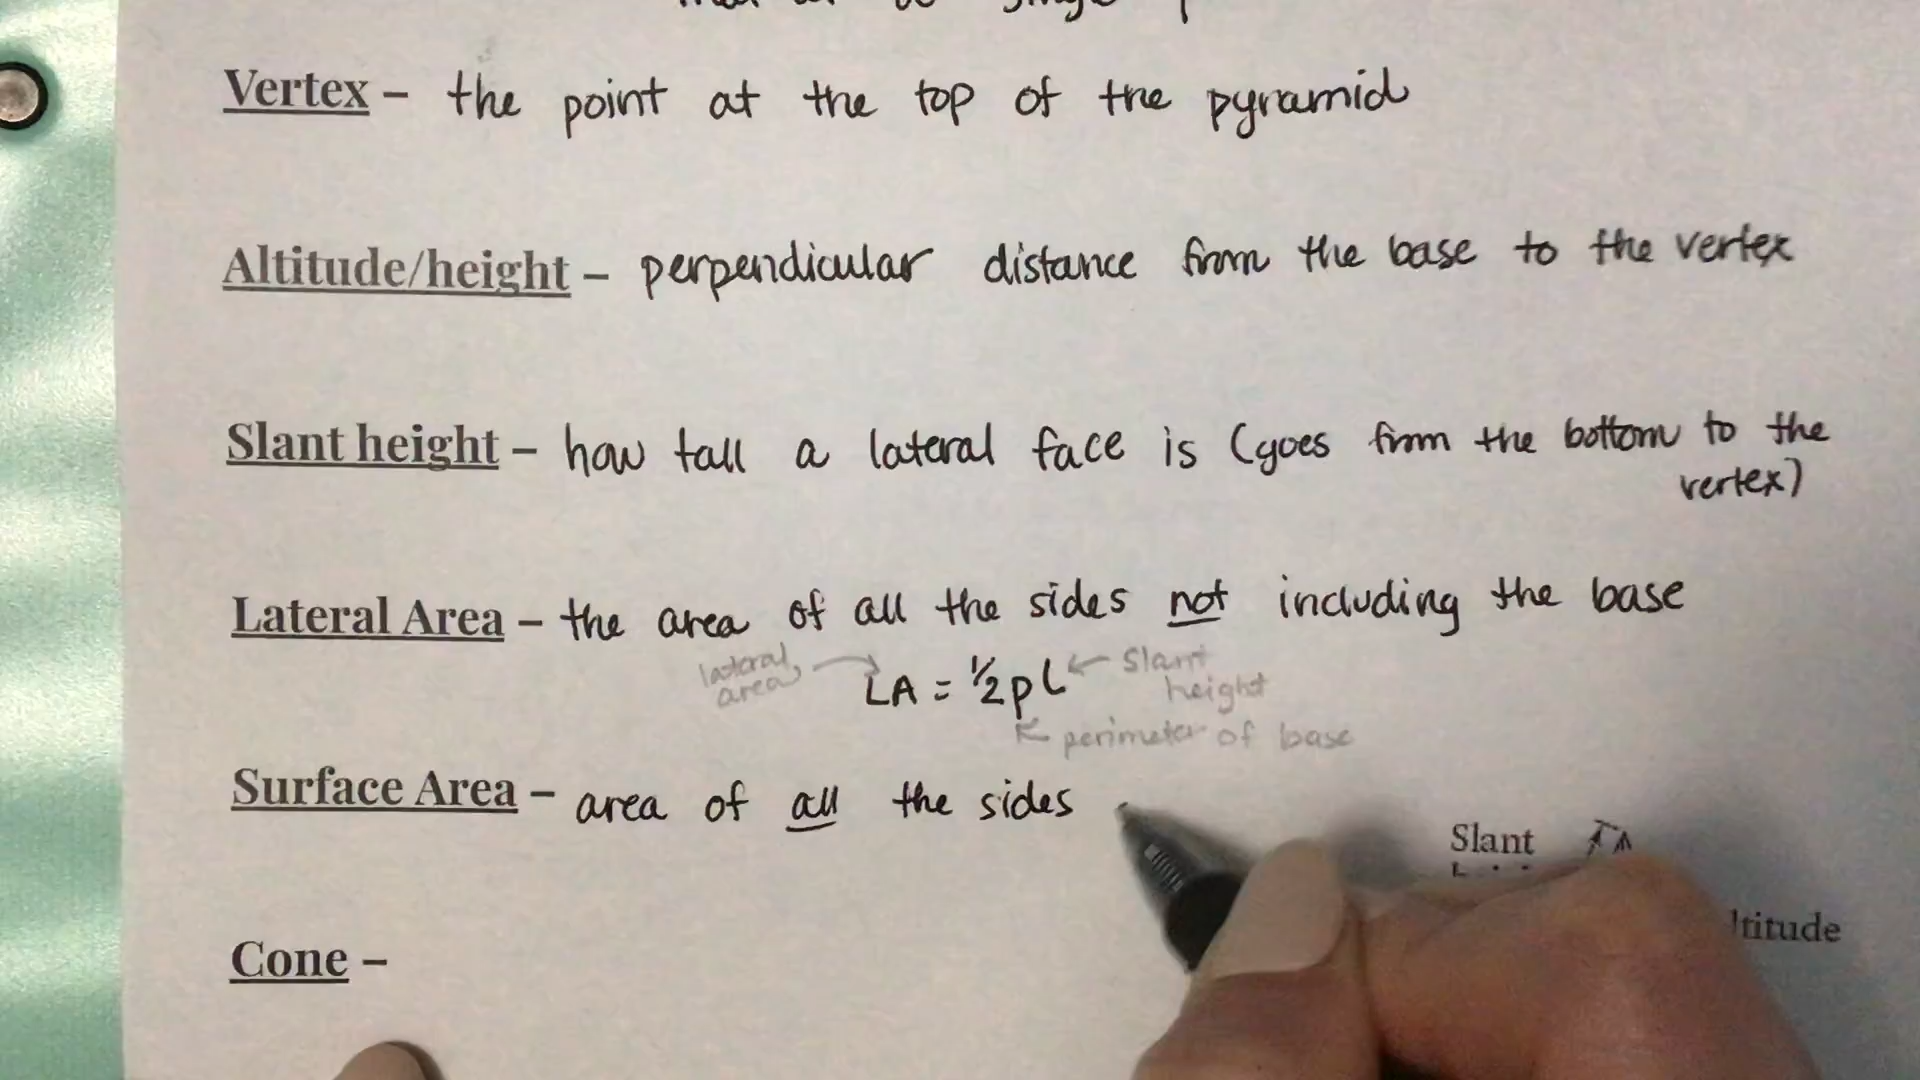 Vertex – the point at the top of the pyramid
Altitude/height – perpendicular distance from the base to the vertex
Slant height – how tall a lateral face is (goes from the bottom to the
vertex)
Lateral Area – the area of all the sides not including the base
lateral
area
LA = ½pl
Slant
height
perimeter of base
Surface Area – area of all the sides
Slant
Cone –